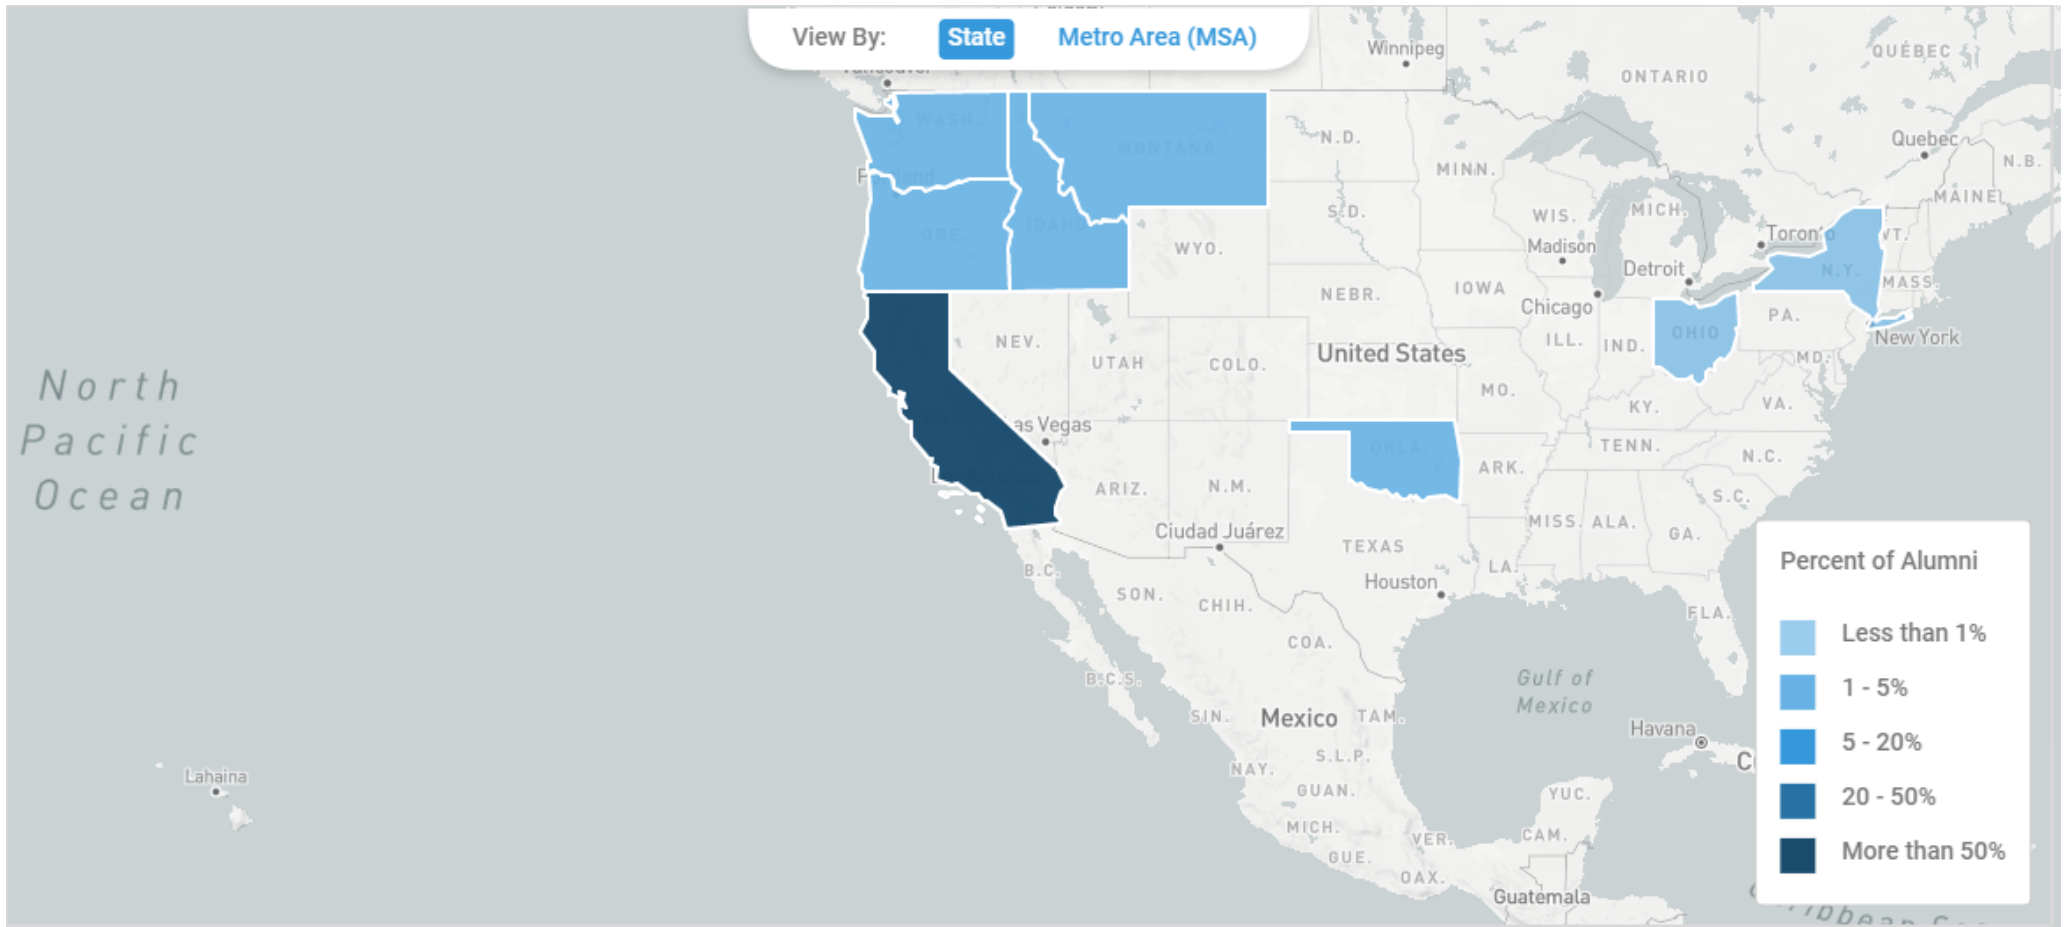 View By:
State
Metro Area (MSA)
Winnipeg
ONTARIO
QUÉBEC
Quebec
N.B.
MAINE
WASH.
MONTANA
N.D.
MINN.
ORE.
IDAHO
WYO.
S.D.
WIS.
Madison
MICH.
Toronto
Detroit
VT.
N.Y.
MASS.
New York
NEBR.
IOWA
Chicago
ILL.
IND.
OHIO
PA.
MD.
NEV.
UTAH
COLO.
United States
MO.
KY.
VA.
as Vegas
ARIZ.
N.M.
OKLA.
ARK.
TENN.
N.C.
S.C.
MISS.
ALA.
GA.
TEXAS
LA.
Houston
FLA.
Ciudad Juárez
B.C.
SON.
CHIH.
COA.
B.C.S.
SIN.
Mexico
TAM.
S.L.P.
NAY.
GUAN.
MICH.
GUE.
VER.
OAX.
CAM.
YUC.
Guatemala
Gulf of
Mexico
Havana
North
Pacific
Ocean
Lahaina
Percent of Alumni
Less than 1%
1 - 5%
5 - 20%
20 - 50%
More than 50%